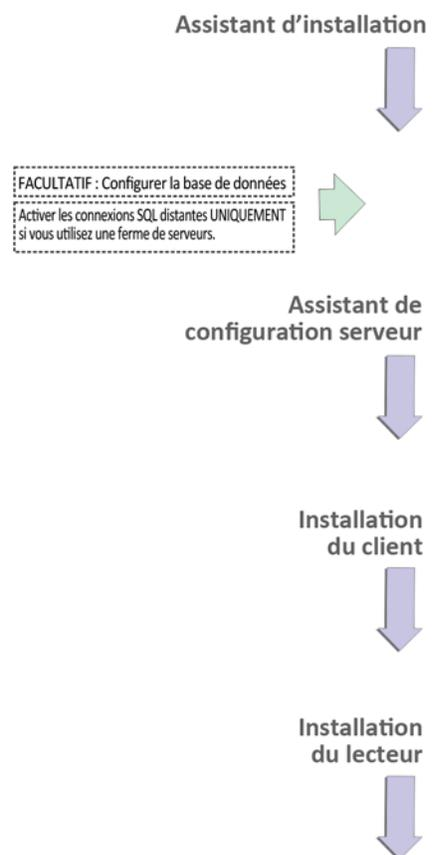 Assistant d’installation
FACULTATIF : Configurer la base de données
Activer les connexions SQL distantes UNIQUEMENT
si vous utilisez une ferme de serveurs.
Assistant de
configuration serveur
Installation
du client
Installation
du lecteur